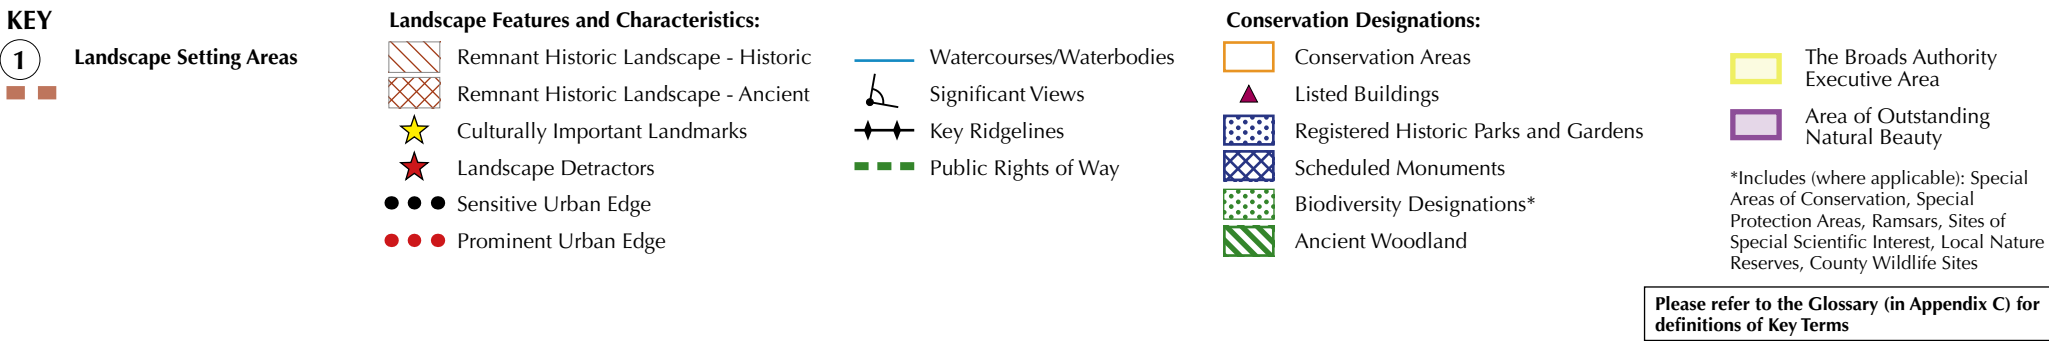 KEY
1
Landscape Setting Areas
Landscape Features and Characteristics:
Remnant Historic Landscape - Historic
Remnant Historic Landscape - Ancient
Culturally Important Landmarks
Landscape Detractors
Sensitive Urban Edge
Prominent Urban Edge
Watercourses/Waterbodies
Significant Views
Key Ridgelines
Public Rights of Way
Conservation Designations:
Conservation Areas
Listed Buildings
Registered Historic Parks and Gardens
Scheduled Monuments
Biodiversity Designations*
Ancient Woodland
The Broads Authority
Executive Area
Area of Outstanding
Natural Beauty
*Includes (where applicable): Special
Areas of Conservation, Special
Protection Areas, Ramsars, Sites of
Special Scientific Interest, Local Nature
Reserves, County Wildlife Sites
Please refer to the Glossary (in Appendix C) for
definitions of Key Terms